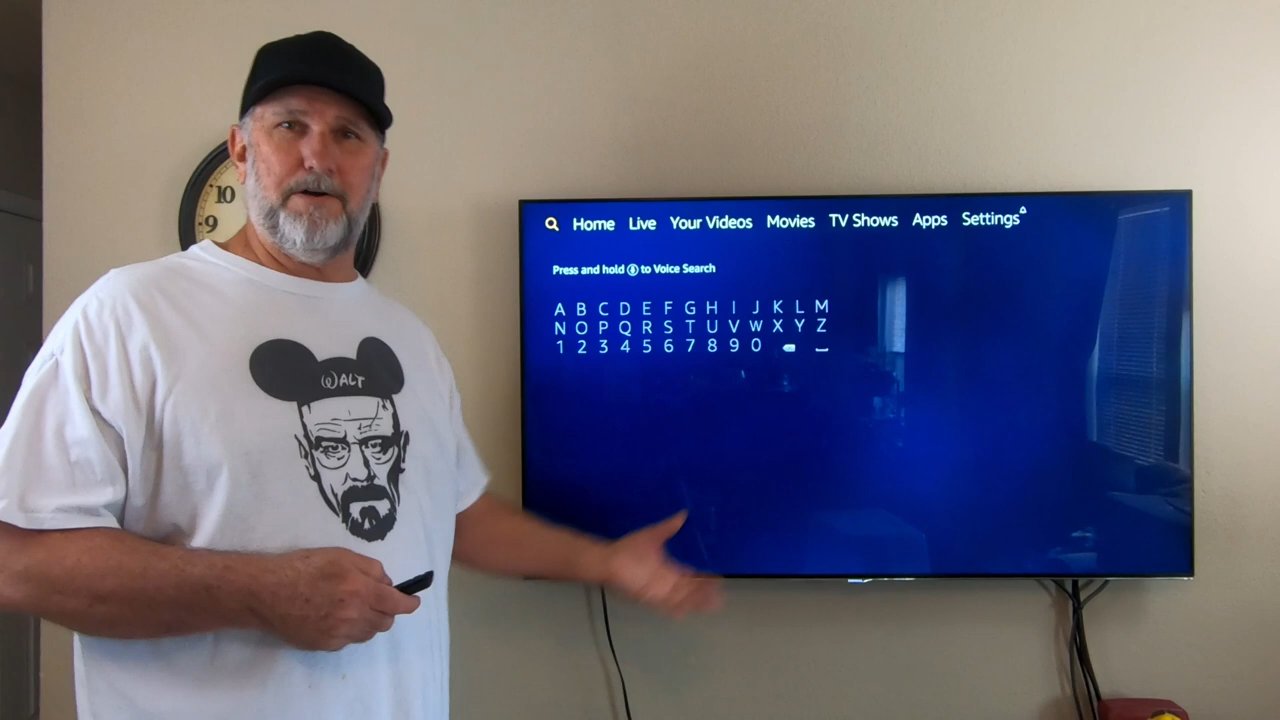 10
9
WALT
Home Live Your Videos Movies TV Shows Apps Settings
Press and hold to Voice Search
A B C D E F G H I J K L M
N O P Q R S T U V W X Y Z
1 2 3 4 5 6 7 8 9 0